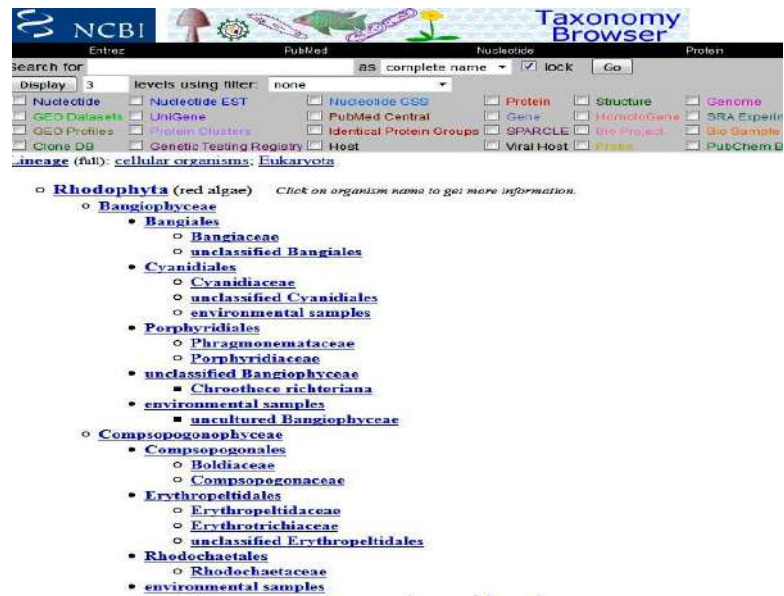 NCBI Taxonomy Browser
Entrez PubMed Nucleotide Protein
Search for as complete name lock Go
Display 3 levels using filter: none
Nucleotide Nucleotide EST Nucleotide GSS Protein Structure Genome
GEO Datasets UniGene PubMed Central Gene HomoloGene SRA Experim
GEO Profiles Protein Clusters Identical Protein Groups SPARCLE Bio Project Bio Sample
Clone DB Genetic Testing Registry Host Viral Host Probe PubChem B
Lineage (full): cellular organisms; Eukaryota
Rhodophyta (red algae) Click on organism name to get more information.
Bangiophyceae
Bangiales
Bangiaceae
unclassified Bangiales
Cyanidiales
Cyanidiaceae
unclassified Cyanidiales
environmental samples
Porphyridiales
Phragmonemataceae
Porphyridiaceae
unclassified Bangiophyceae
Chroothece richteriana
environmental samples
uncultured Bangiophyceae
Compsopogonophyceae
Compsopogonales
Boldiaceae
Compsopogonaceae
Erythropeltidales
Erythropeltidaceae
Erythrotrichiaceae
unclassified Erythropeltidales
Rhodochaetales
Rhodochaetaceae
environmental samples